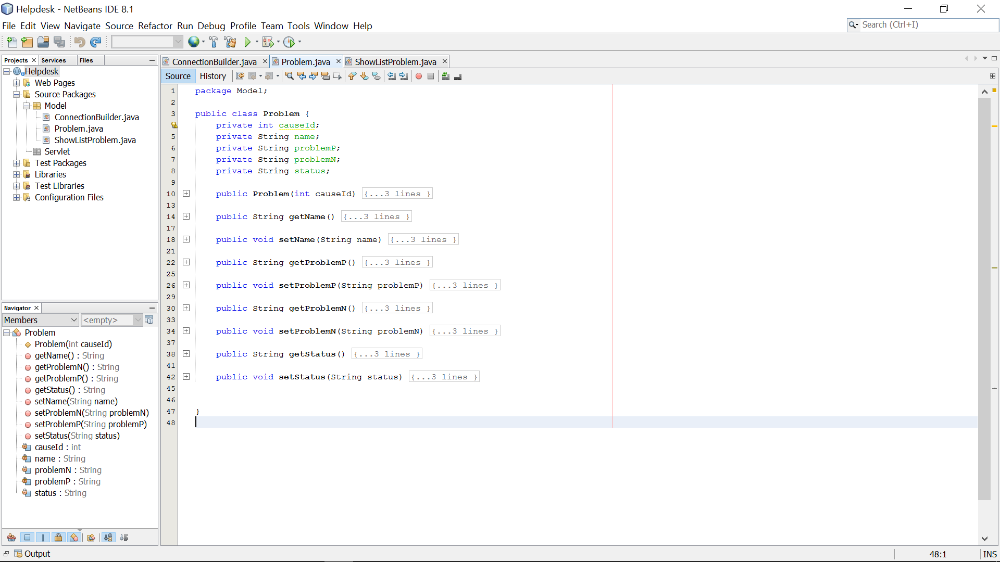 Helpdesk - NetBeans IDE 8.1
File Edit View Navigate Source Refactor Run Debug Profile Team Tools Window Help
Search (Ctrl+I)
Projects Services Files
Helpdesk
Web Pages
Source Packages
Model
ConnectionBuilder.java
Problem.java
ShowListProblem.java
Servlet
Test Packages
Libraries
Test Libraries
Configuration Files
Navigator
Members <empty>
Problem
Problem(int causeId)
getName() : String
getProblemN() : String
getProblemP() : String
getStatus() : String
setName(String name)
setProblemN(String problemN)
setProblemP(String problemP)
setStatus(String status)
causeId : int
name : String
problemN : String
problemP : String
status : String
ConnectionBuilder.java Problem.java ShowListProblem.java
Source History
1 package Model;
2
3 public class Problem {
private int causeId;
5 private String name;
6 private String problemP;
7 private String problemN;
8 private String status;
9
10 public Problem(int causeId) {...3 lines }
13
14 public String getName() {...3 lines }
17
18 public void setName(String name) {...3 lines }
21
22 public String getProblemP() {...3 lines }
25
26 public void setProblemP(String problemP) {...3 lines }
29
30 public String getProblemN() {...3 lines }
33
34 public void setProblemN(String problemN) {...3 lines }
37
38 public String getStatus() {...3 lines }
41
42 public void setStatus(String status) {...3 lines }
45
46
47 }
48
Output
48:1 INS